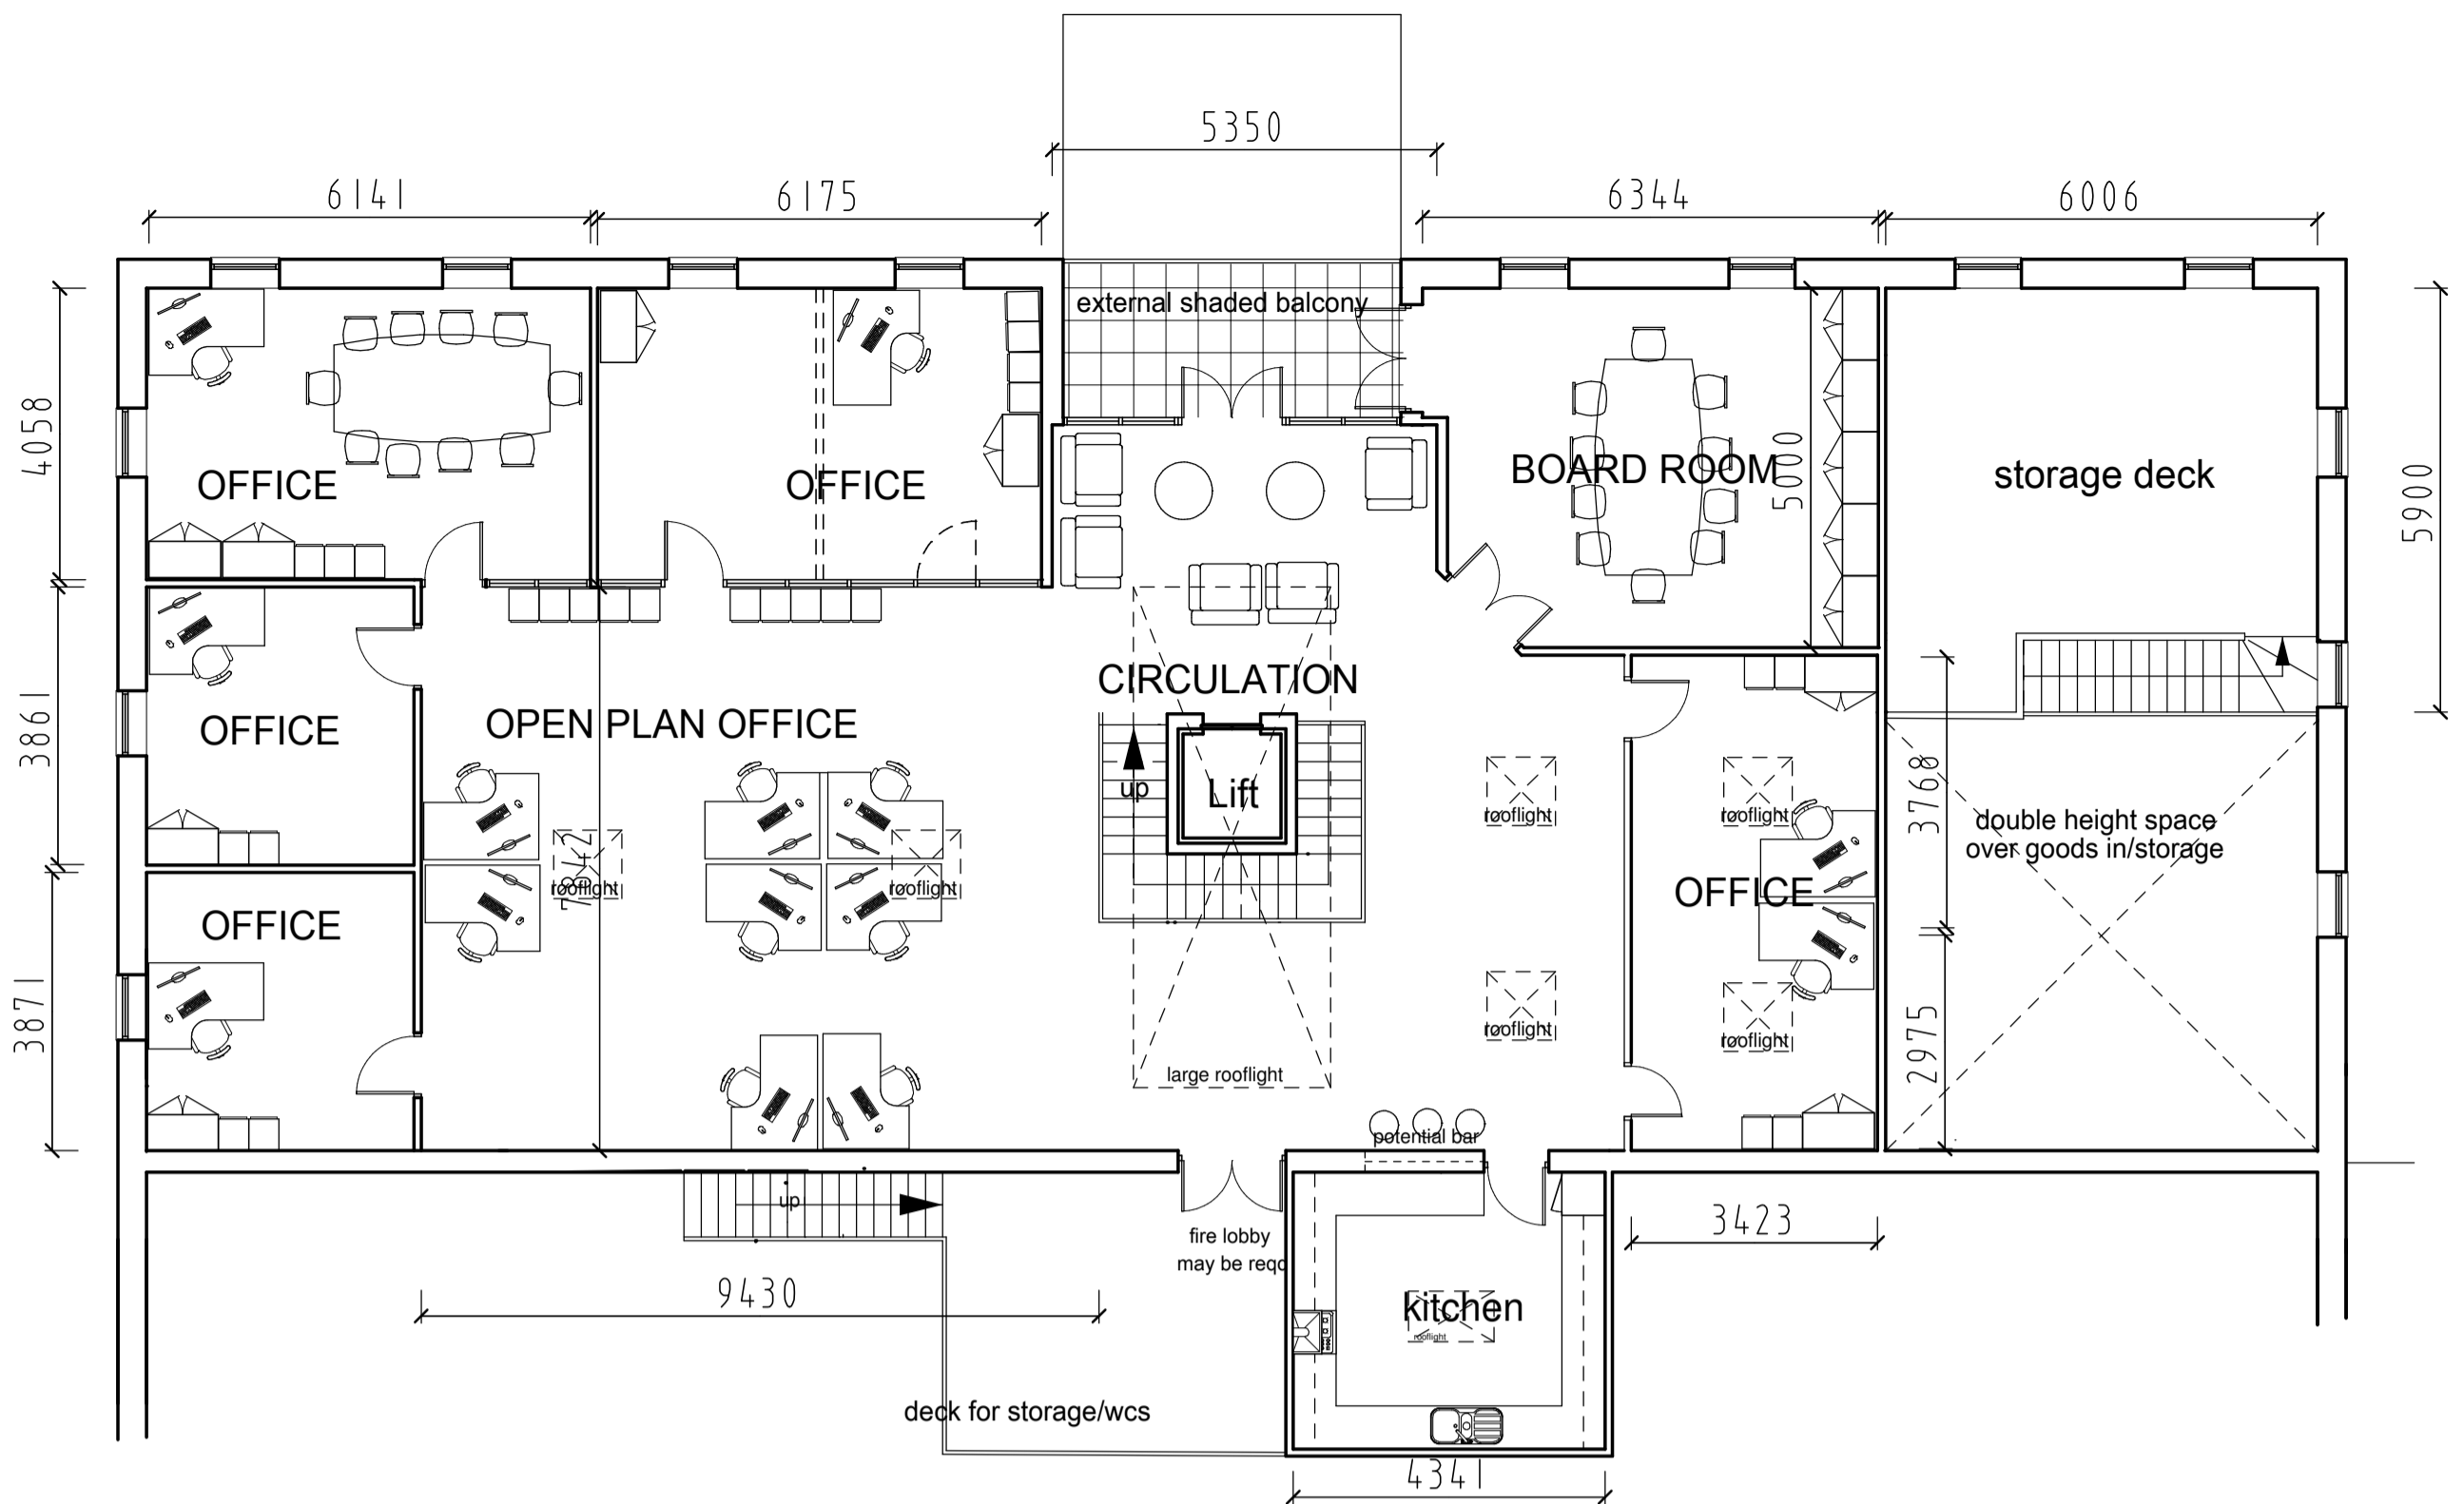 5350
6141
6175
6344
6006
external shaded balcony
4058
OFFICE
OFFICE
BOARD ROOM
5000
storage deck
5900
3861
OFFICE
OPEN PLAN OFFICE
CIRCULATION
up
Lift
rooflight
rooflight
3768
double height space
over goods in/storage
7842
rooflight
rooflight
OFFICE
OFFICE
3871
rooflight
rooflight
2975
large rooflight
potential bar
up
fire lobby
may be reqd
3423
9430
kitchen
rooflight
deck for storage/wcs
4341